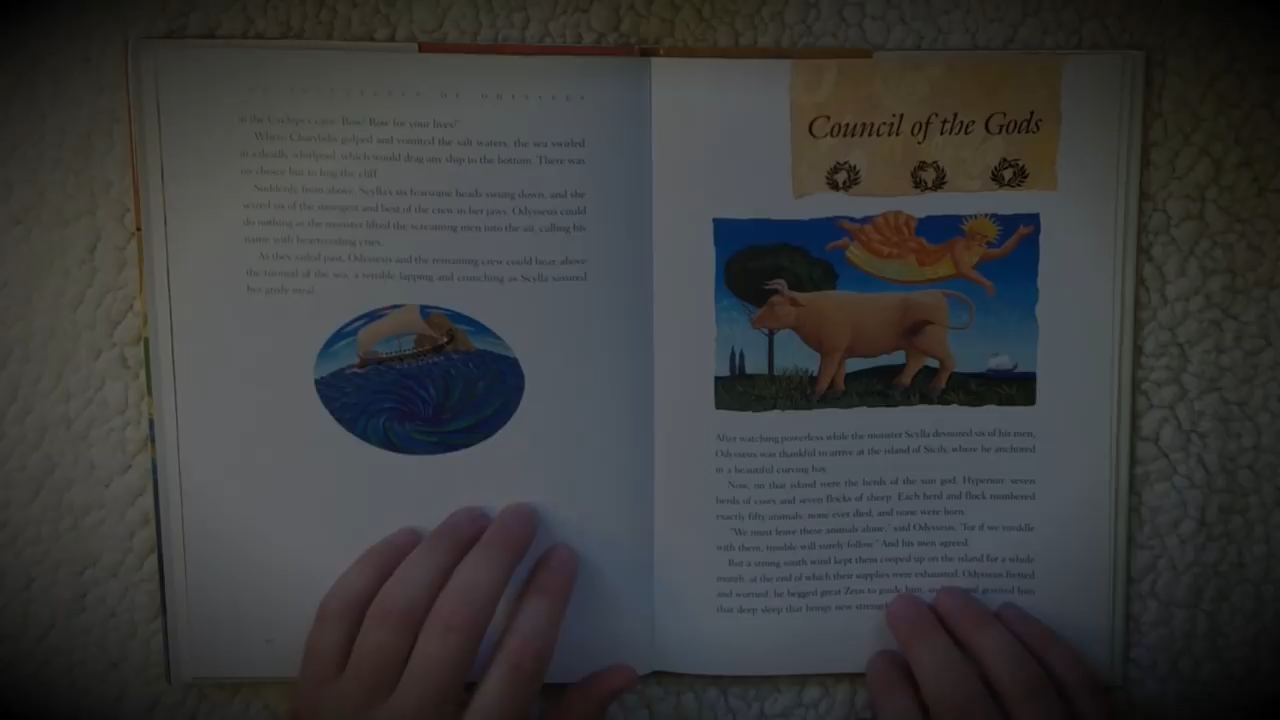 THE ADVENTURES OF ODYSSEUS
at the Cyclops's cave. Row! Row for your lives!"
Where Charybdis gulped and vomited the salt waters, the sea swirled
in a deadly whirlpool, which would drag any ship to the bottom. There was
no choice but to hug the cliff.
Suddenly from above, Scylla's six fearsome heads swung down, and she
seized six of the strongest and best of the crew in her jaws. Odysseus could
do nothing as the monster lifted the screaming men into the air, calling his
name with heartrending cries.
As they sailed past, Odysseus and the remaining crew could hear above
the turmoil of the sea, a terrible lapping and crunching as Scylla savored
her grisly meal.
Council of the Gods
After watching powerless while the monster Scylla devoured six of his men,
Odysseus was thankful to arrive at the island of Sicily, where he anchored
in a beautiful curving bay.
Now, on that island were the herds of the sun god, Hyperion: seven
herds of cows and seven flocks of sheep. Each herd and flock numbered
exactly fifty animals; none ever died, and none were born.
"We must leave these animals alone," said Odysseus, "for if we meddle
with them, trouble will surely follow." And his men agreed.
But a strong south wind kept them cooped up on the island for a whole
month, at the end of which their supplies were exhausted. Odysseus fretted
and worried; he begged great Zeus to guide him, and granted him
that deep sleep that brings new strength